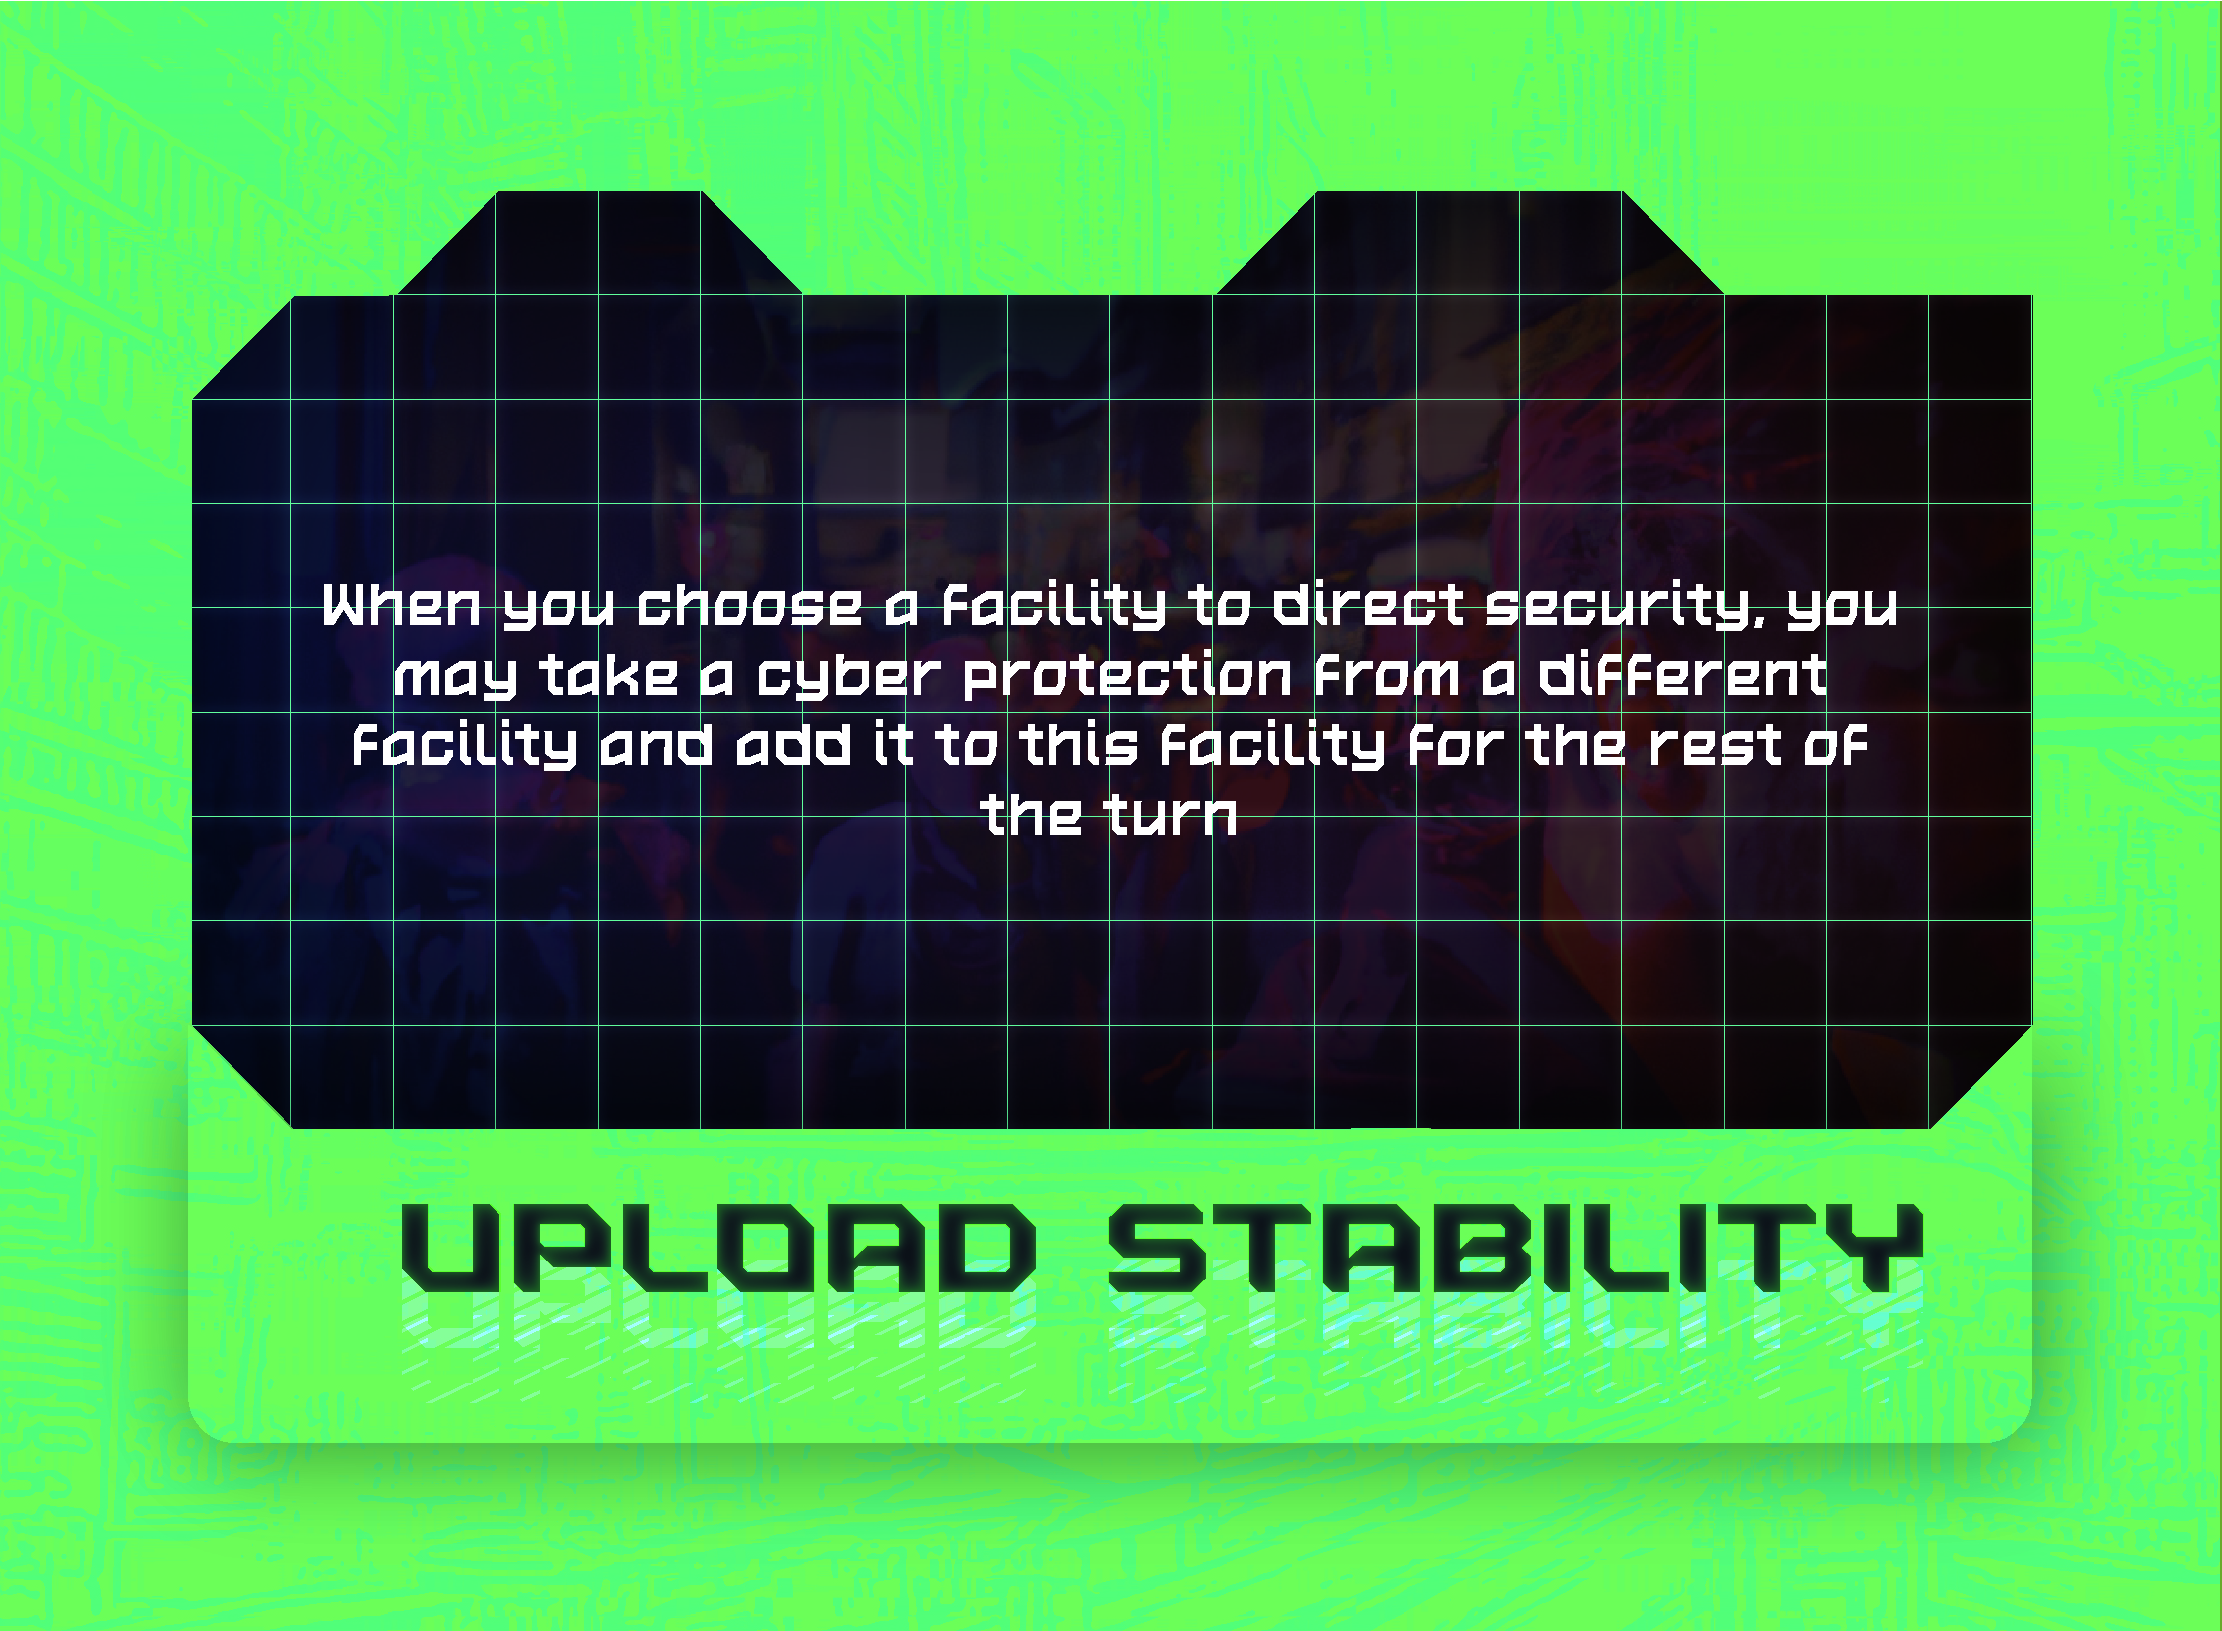 When you choose a facility to direct security, you
may take a cyber protection from a different
facility and add it to this facility for the rest of
the turn
UPLOAD STABILITY